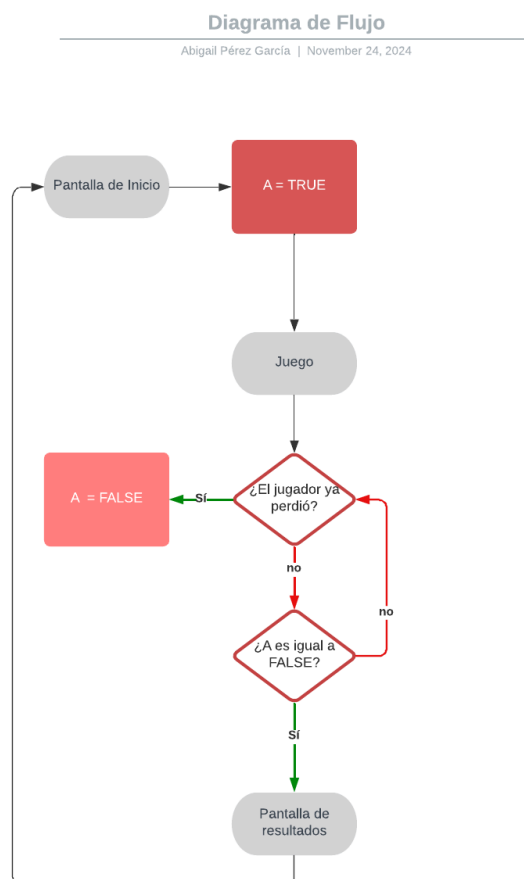 Diagrama de Flujo
Abigail Pérez García | November 24, 2024
Pantalla de Inicio
A = TRUE
Juego
¿El jugador ya
perdió?
Sí
A = FALSE
no
¿A es igual a
FALSE?
no
Sí
Pantalla de
resultados